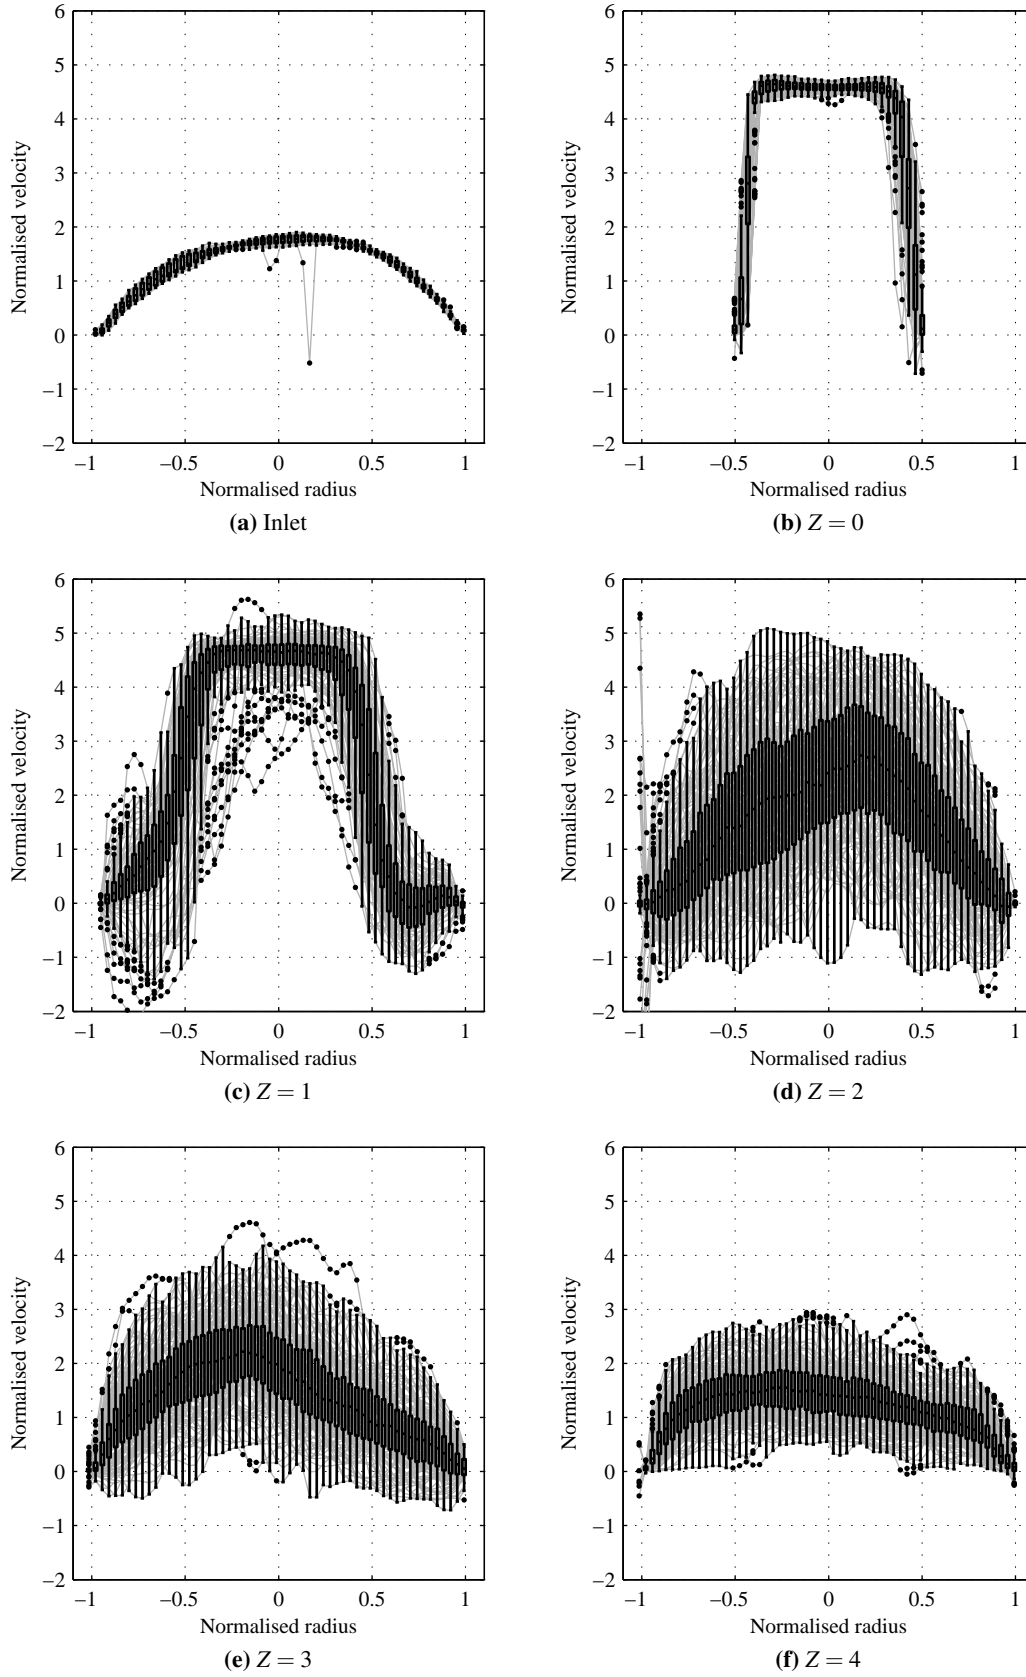 6
5
4
3
2
1
0
−1
−2
Normalised velocity
−1 −0.5 0 0.5 1
Normalised radius
(a) Inlet
6
5
4
3
2
1
0
−1
−2
Normalised velocity
−1 −0.5 0 0.5 1
Normalised radius
(b) Z = 0
6
5
4
3
2
1
0
−1
−2
Normalised velocity
−1 −0.5 0 0.5 1
Normalised radius
(c) Z = 1
6
5
4
3
2
1
0
−1
−2
Normalised velocity
−1 −0.5 0 0.5 1
Normalised radius
(d) Z = 2
6
5
4
3
2
1
0
−1
−2
Normalised velocity
−1 −0.5 0 0.5 1
Normalised radius
(e) Z = 3
6
5
4
3
2
1
0
−1
−2
Normalised velocity
−1 −0.5 0 0.5 1
Normalised radius
(f) Z = 4